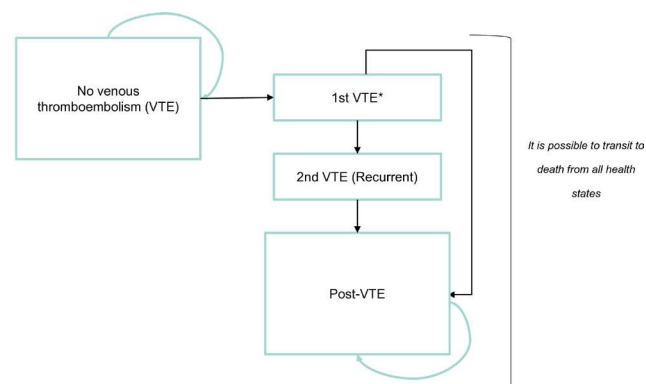 No venous
thromboembolism (VTE)
1st VTE*
2nd VTE (Recurrent)
Post-VTE
It is possible to transit to
death from all health
states